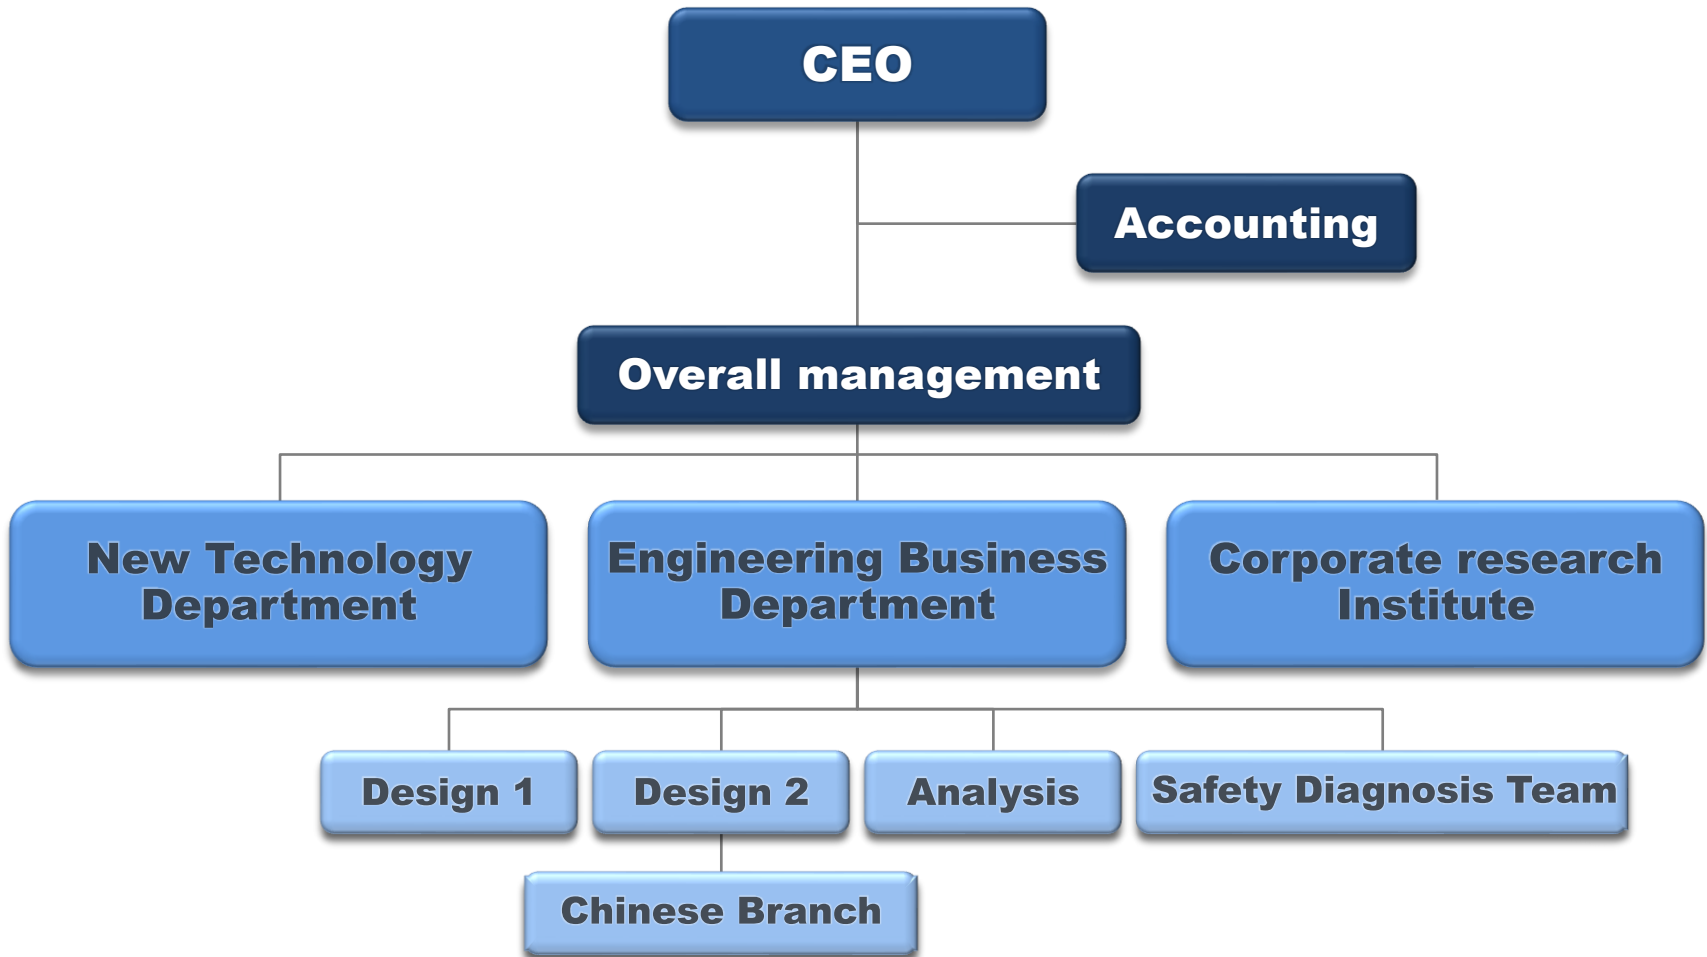 CEO
Accounting
Overall management
New Technology
Department
Engineering Business
Department
Corporate research
Institute
Design 1
Design 2
Analysis
Safety Diagnosis Team
Chinese Branch